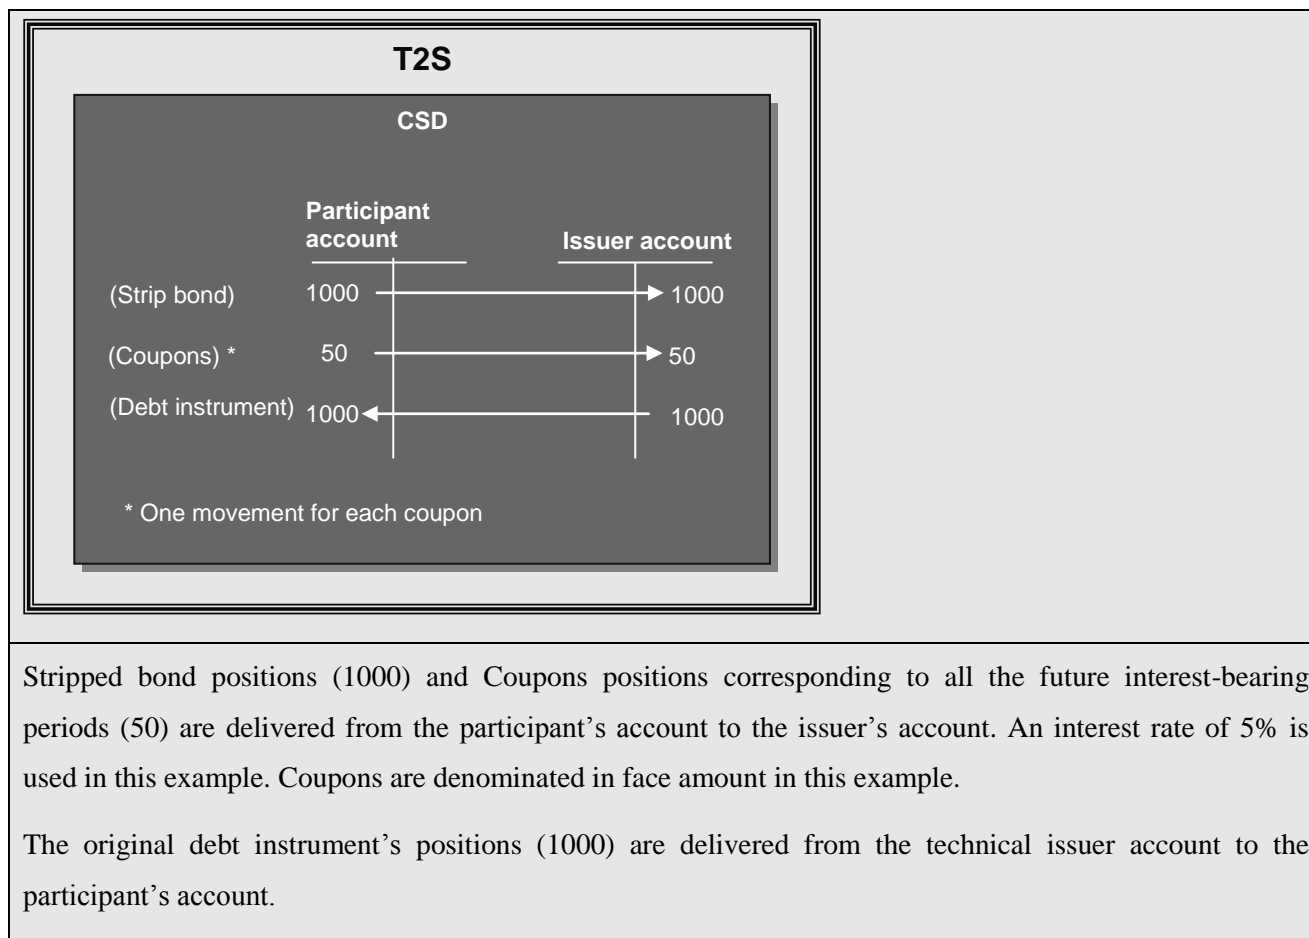 T2S
CSD
Participant
account
Issuer account
(Strip bond) 1000 1000
(Coupons) * 50 50
(Debt instrument) 1000 1000
* One movement for each coupon
Stripped bond positions (1000) and Coupons positions corresponding to all the future interest-bearing
periods (50) are delivered from the participant’s account to the issuer’s account. An interest rate of 5% is
used in this example. Coupons are denominated in face amount in this example.
The original debt instrument’s positions (1000) are delivered from the technical issuer account to the
participant’s account.